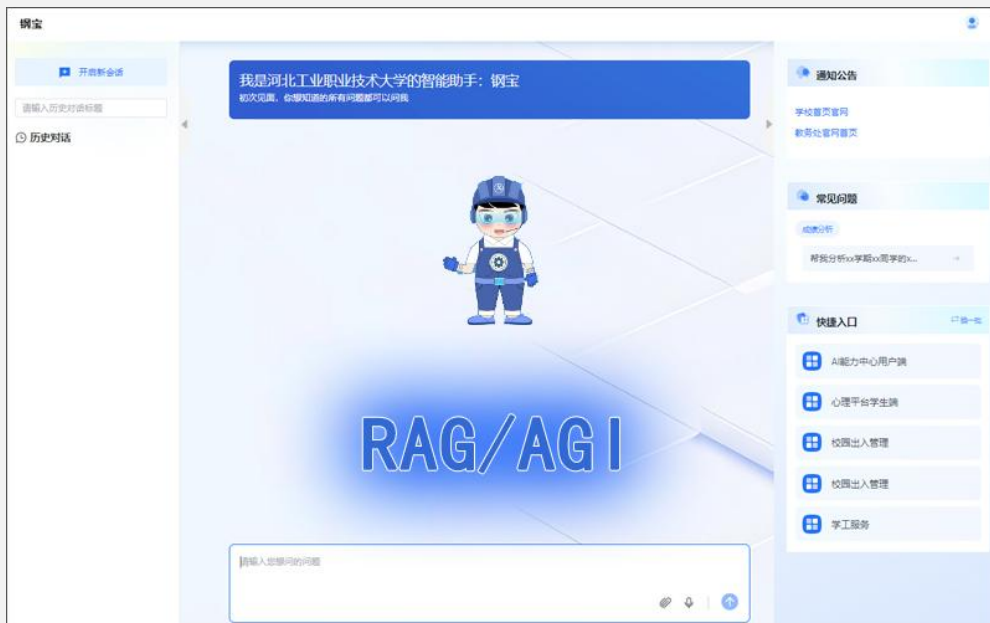 钢宝
开启新会话
请输入历史对话标题
历史对话
我是河北工业职业技术大学的智能助手：钢宝
初次见面，你想知道的所有问题都可以问我
RAG/AGI
请输入您想问的问题
通知公告
学校首页官网
教务处官网首页
常见问题
成绩分析
帮我分析xx学期xx同学的x...
快捷入口
换一批
AI能力中心用户端
心理平台学生端
校园出入管理
校园出入管理
学工服务